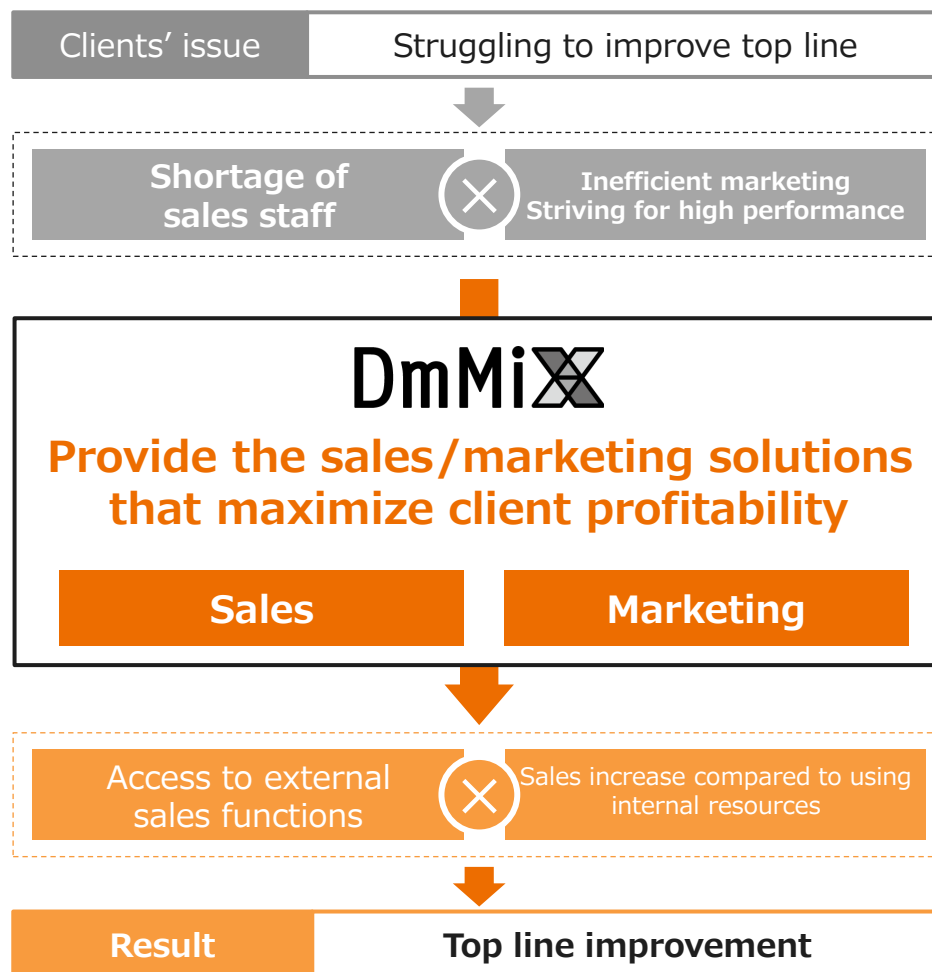 Clients’ issue
Struggling to improve top line
Shortage of
sales staff
Inefficient marketing
Striving for high performance
DmMiX
Provide the sales/marketing solutions
that maximize client profitability
Sales
Marketing
Access to external
sales functions
Sales increase compared to using
internal resources
Result
Top line improvement